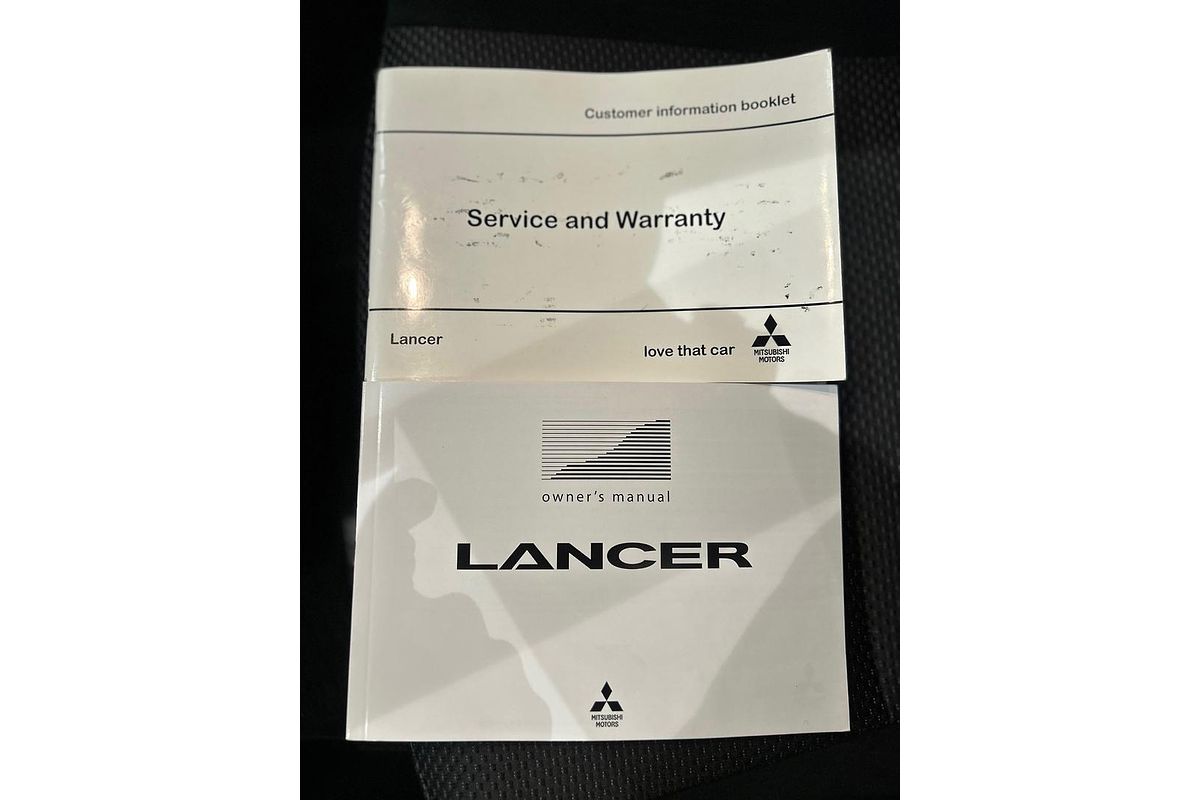 Customer information booklet
Service and Warranty
Lancer
love that car
MITSUBISHI
MOTORS
owner's manual
LANCER
MITSUBISHI
MOTORS